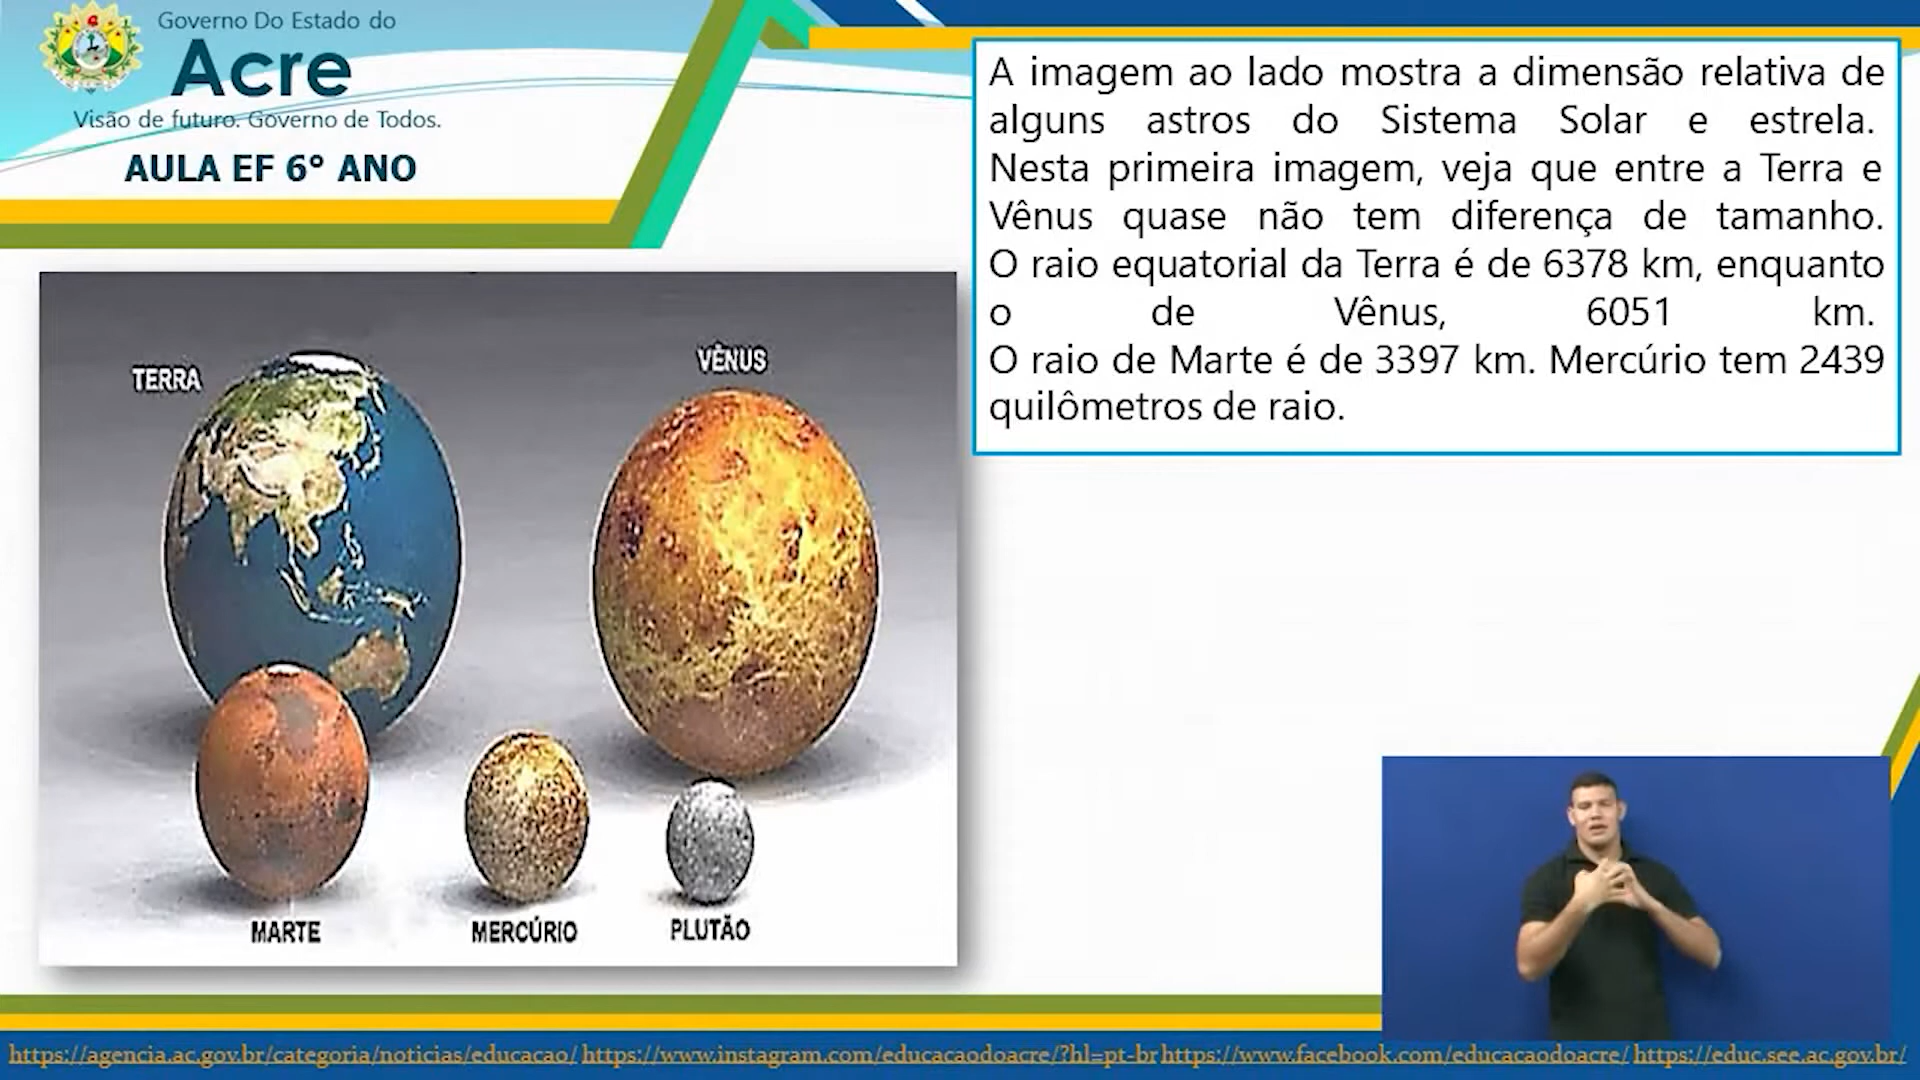 Governo Do Estado do
Acre
Visão de futuro. Governo de Todos.
AULA EF 6° ANO
A imagem ao lado mostra a dimensão relativa de
alguns astros do Sistema Solar e estrela.
Nesta primeira imagem, veja que entre a Terra e
Vênus quase não tem diferença de tamanho.
O raio equatorial da Terra é de 6378 km, enquanto
o de Vênus, 6051 km.
O raio de Marte é de 3397 km. Mercúrio tem 2439
quilômetros de raio.
TERRA
VÊNUS
MARTE
MERCÚRIO
PLUTÃO
https://agencia.ac.gov.br/categoria/noticias/educacao/ https://www.instagram.com/educacaodoacre/?hl=pt-br https://www.facebook.com/educacaodoacre/ https://educ.see.ac.gov.br/